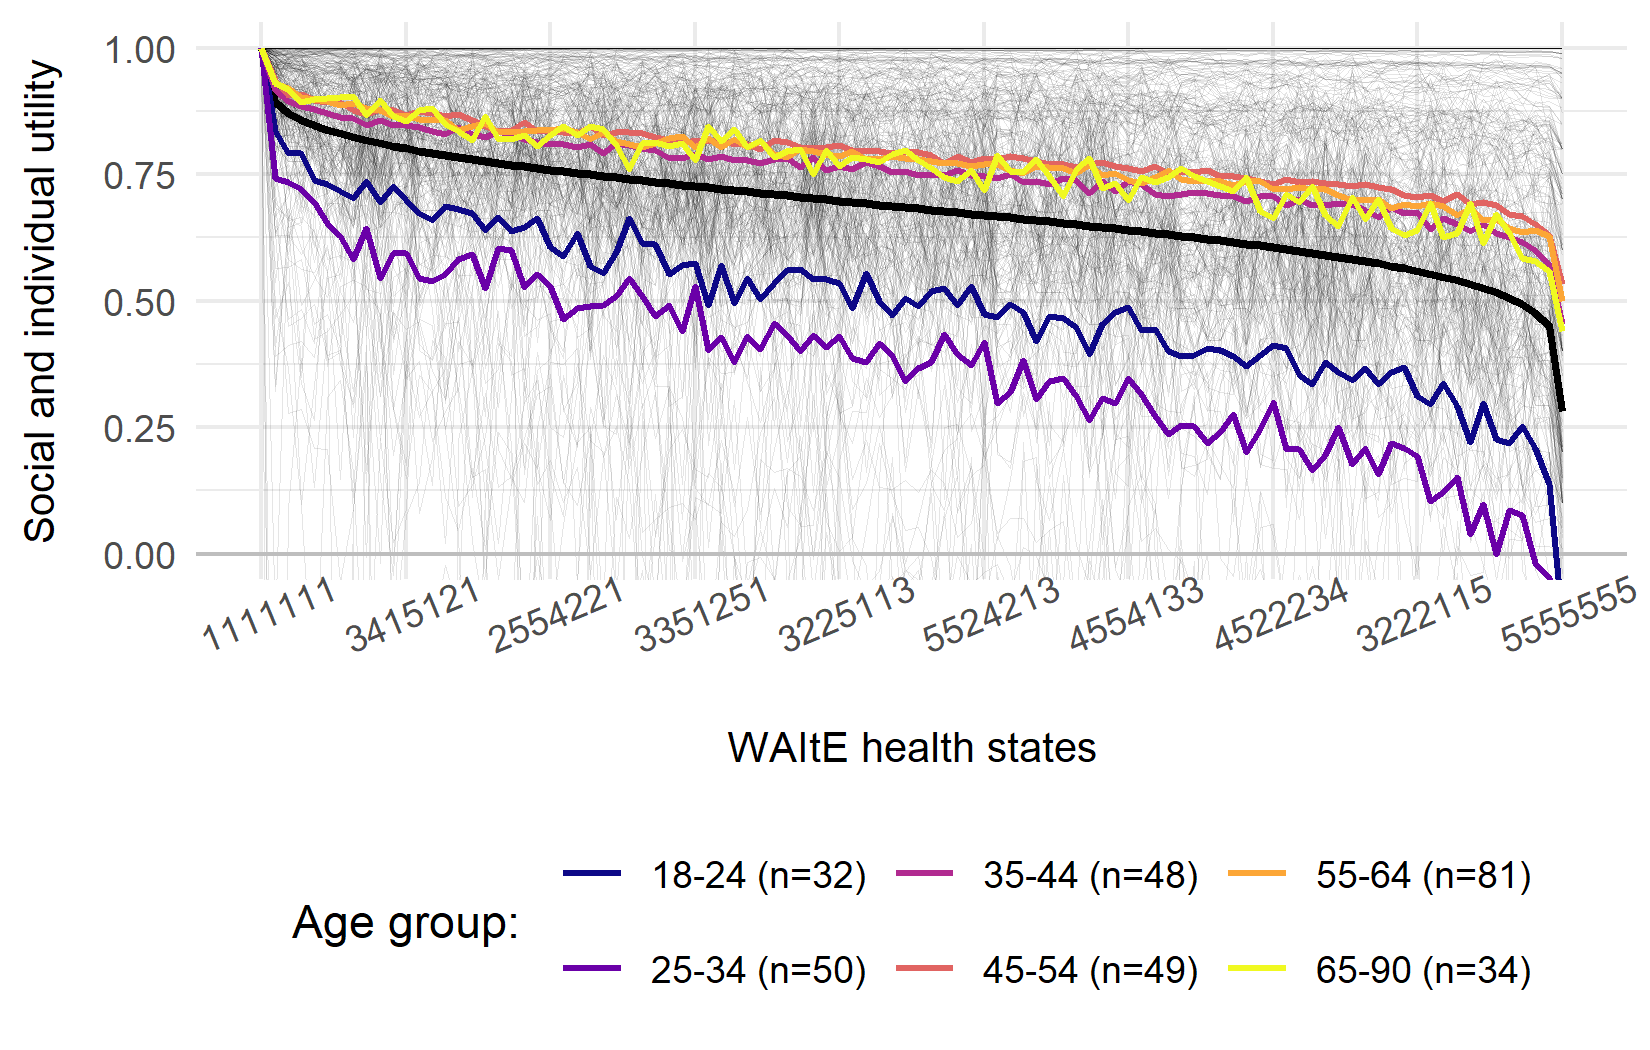 Social and individual utility
1.00
0.75
0.50
0.25
0.00
1111111 3415121 2554221 3351251 3225113 5524213 4554133 4522234 3222115 5555555
WAItE health states
Age group:
18-24 (n=32) 35-44 (n=48) 55-64 (n=81)
25-34 (n=50) 45-54 (n=49) 65-90 (n=34)